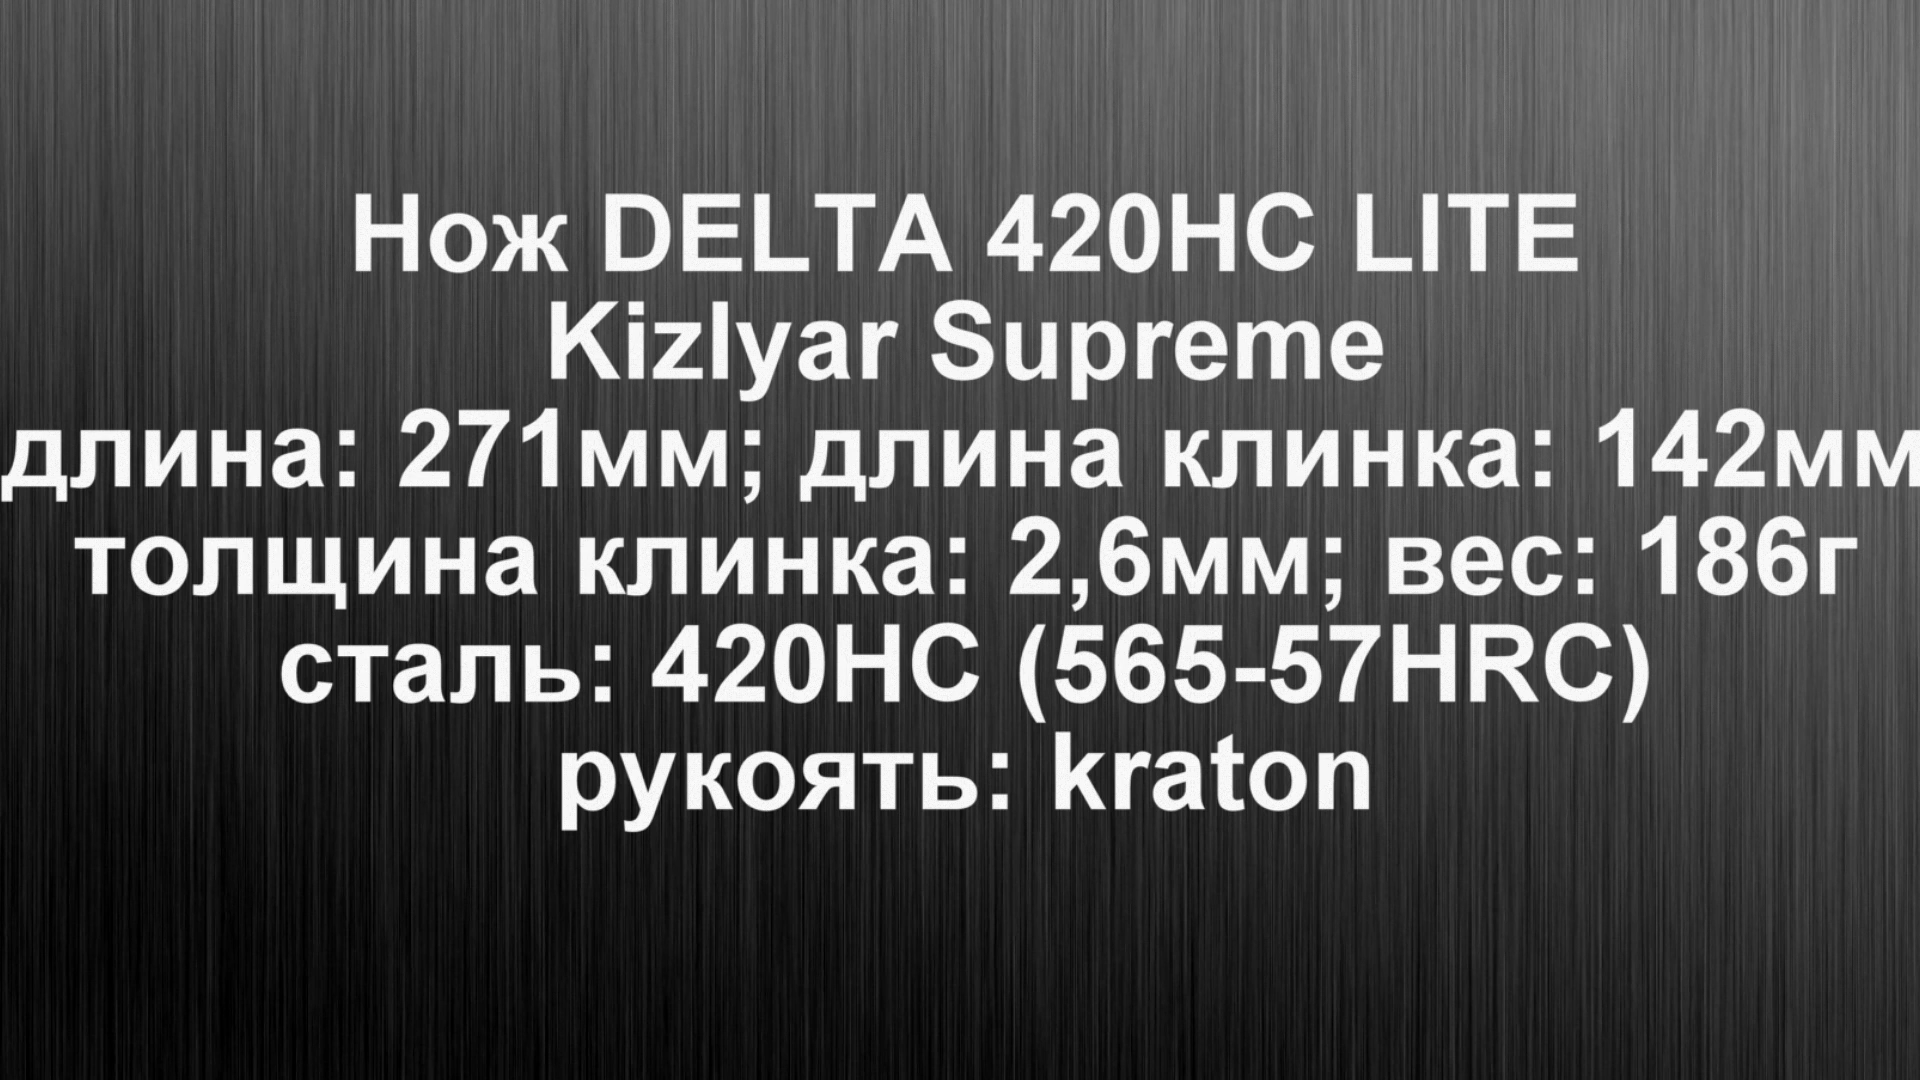 Нож DELTA 420HC LITE
Kizlyar Supreme
длина: 271мм; длина клинка: 142мм
толщина клинка: 2,6мм; вес: 186г
сталь: 420HC (565-57HRC)
рукоять: kraton